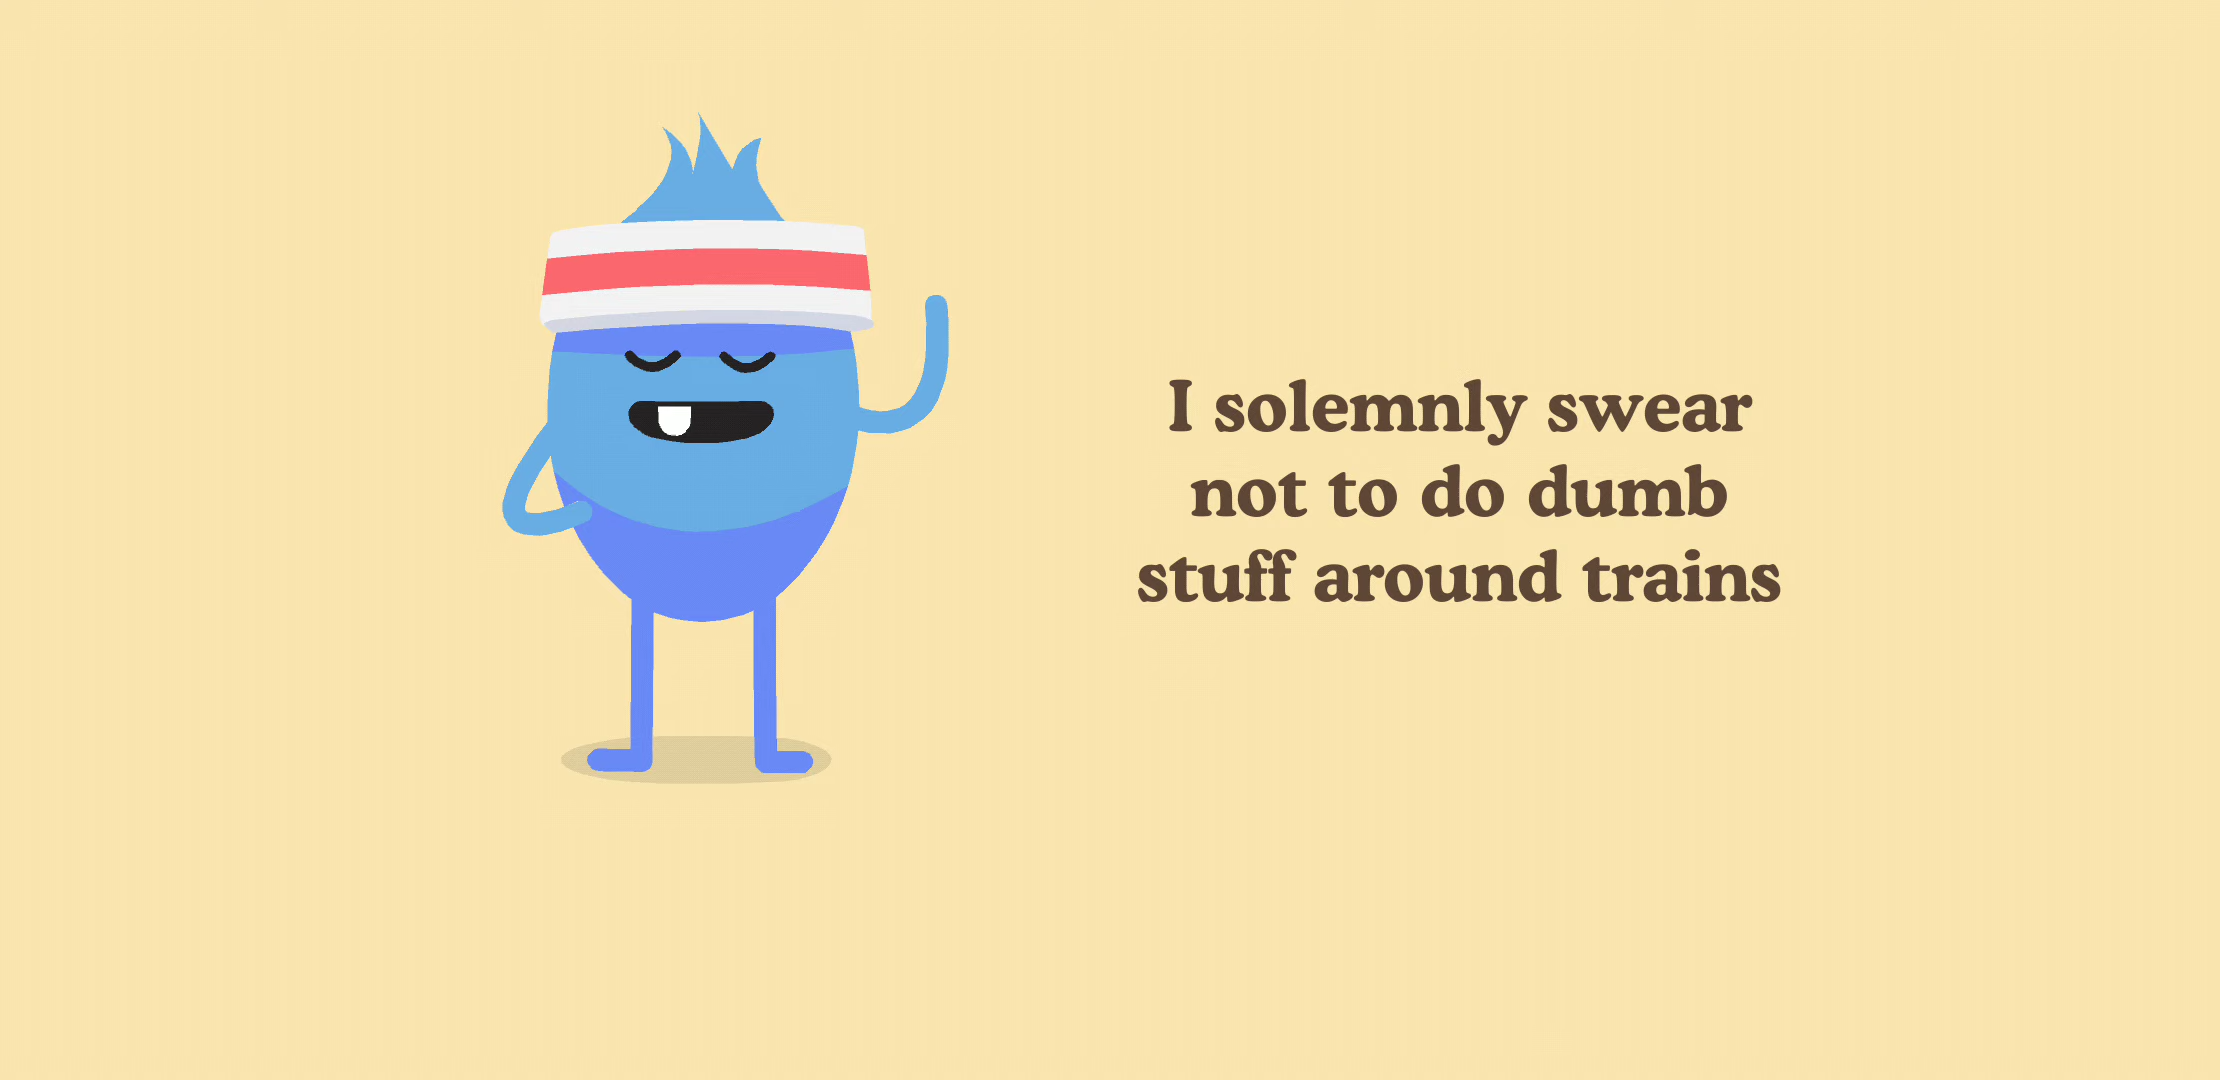 I solemnly swear
not to do dumb
stuff around trains